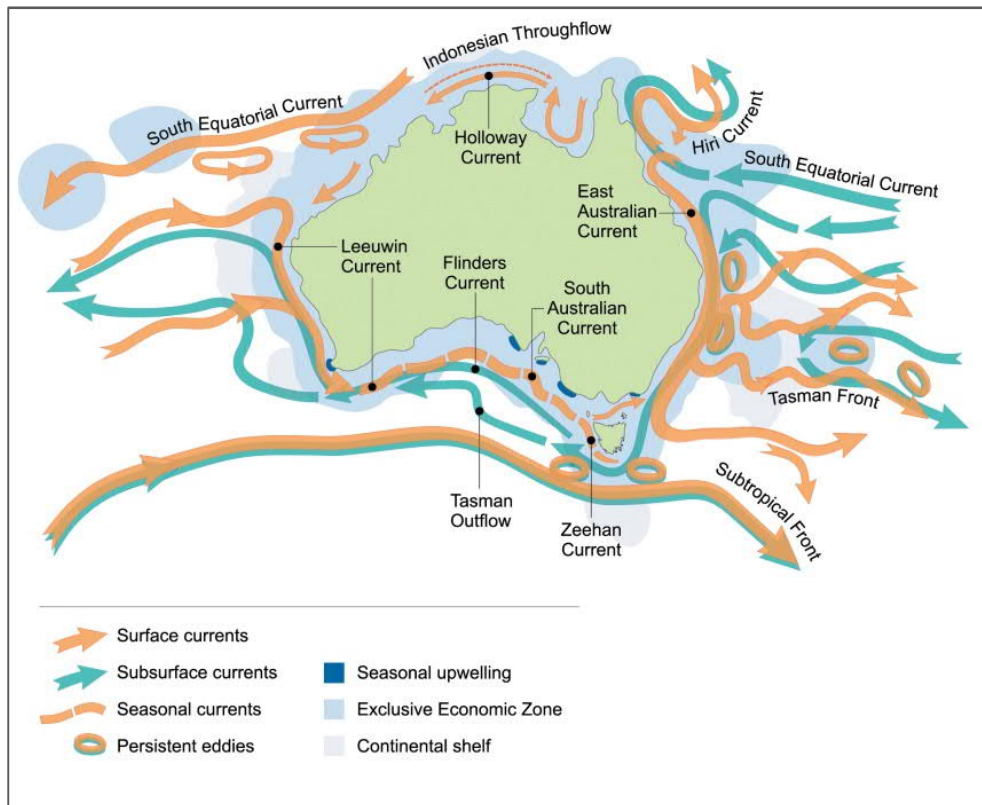 Indonesian Throughflow
South Equatorial Current
Holloway
Current
Hiri Current
South Equatorial Current
East
Australian
Current
Leeuwin
Current
Flinders
Current
South
Australian
Current
Tasman Front
Tasman
Outflow
Zeehan
Current
Subtropical Front
Surface currents
Subsurface currents
Seasonal currents
Persistent eddies
Seasonal upwelling
Exclusive Economic Zone
Continental shelf